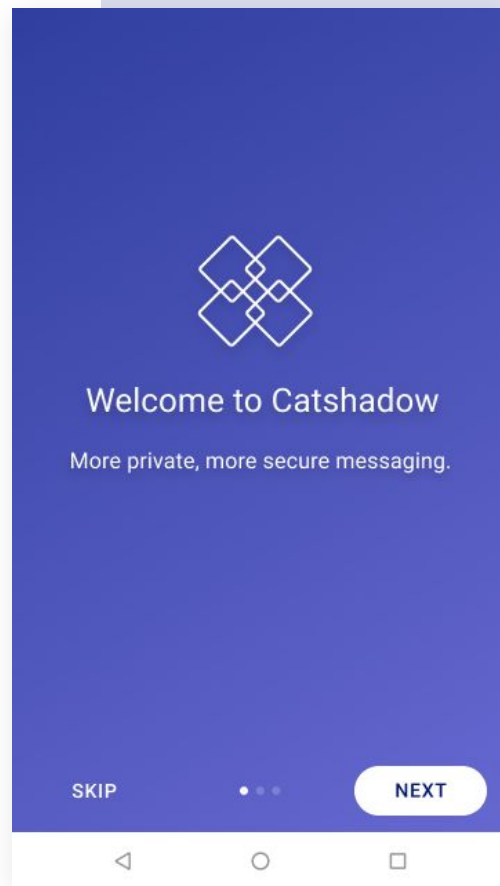 Welcome to Catshadow
More private, more secure messaging.
SKIP
NEXT